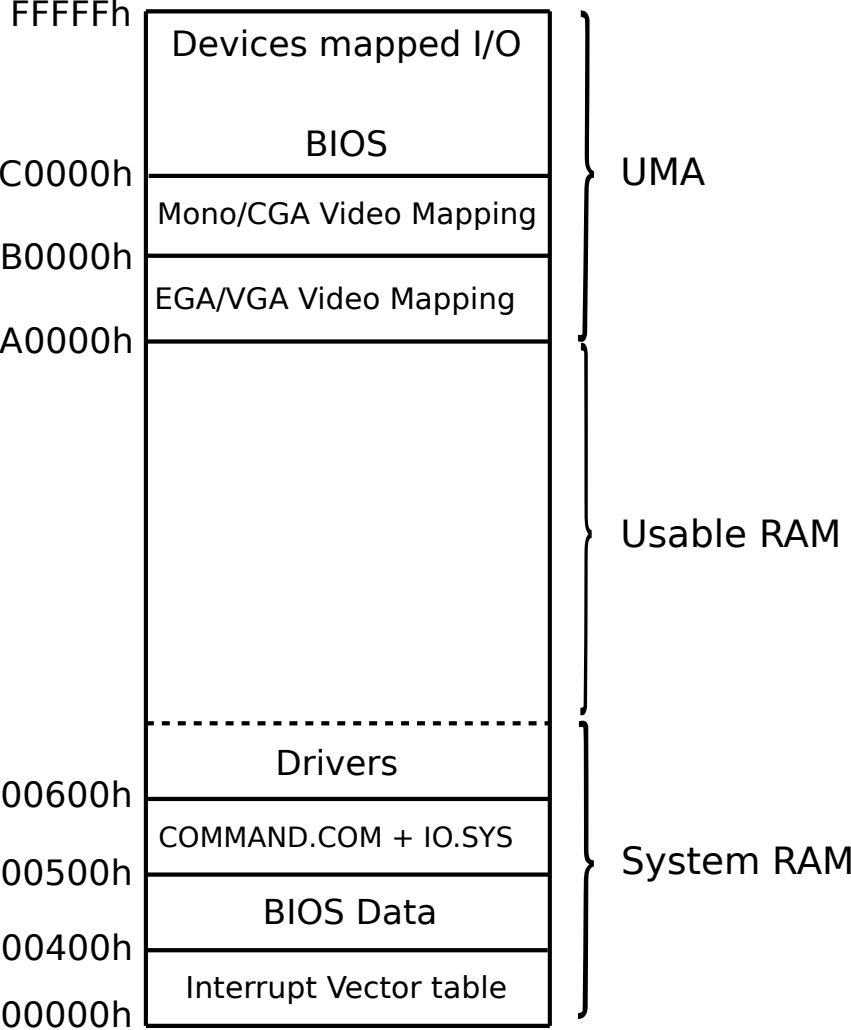 FFFFFh
Devices mapped I/O
BIOS
C0000h
UMA
Mono/CGA Video Mapping
B0000h
EGA/VGA Video Mapping
A0000h
Usable RAM
Drivers
00600h
COMMAND.COM + IO.SYS
System RAM
00500h
BIOS Data
00400h
Interrupt Vector table
00000h